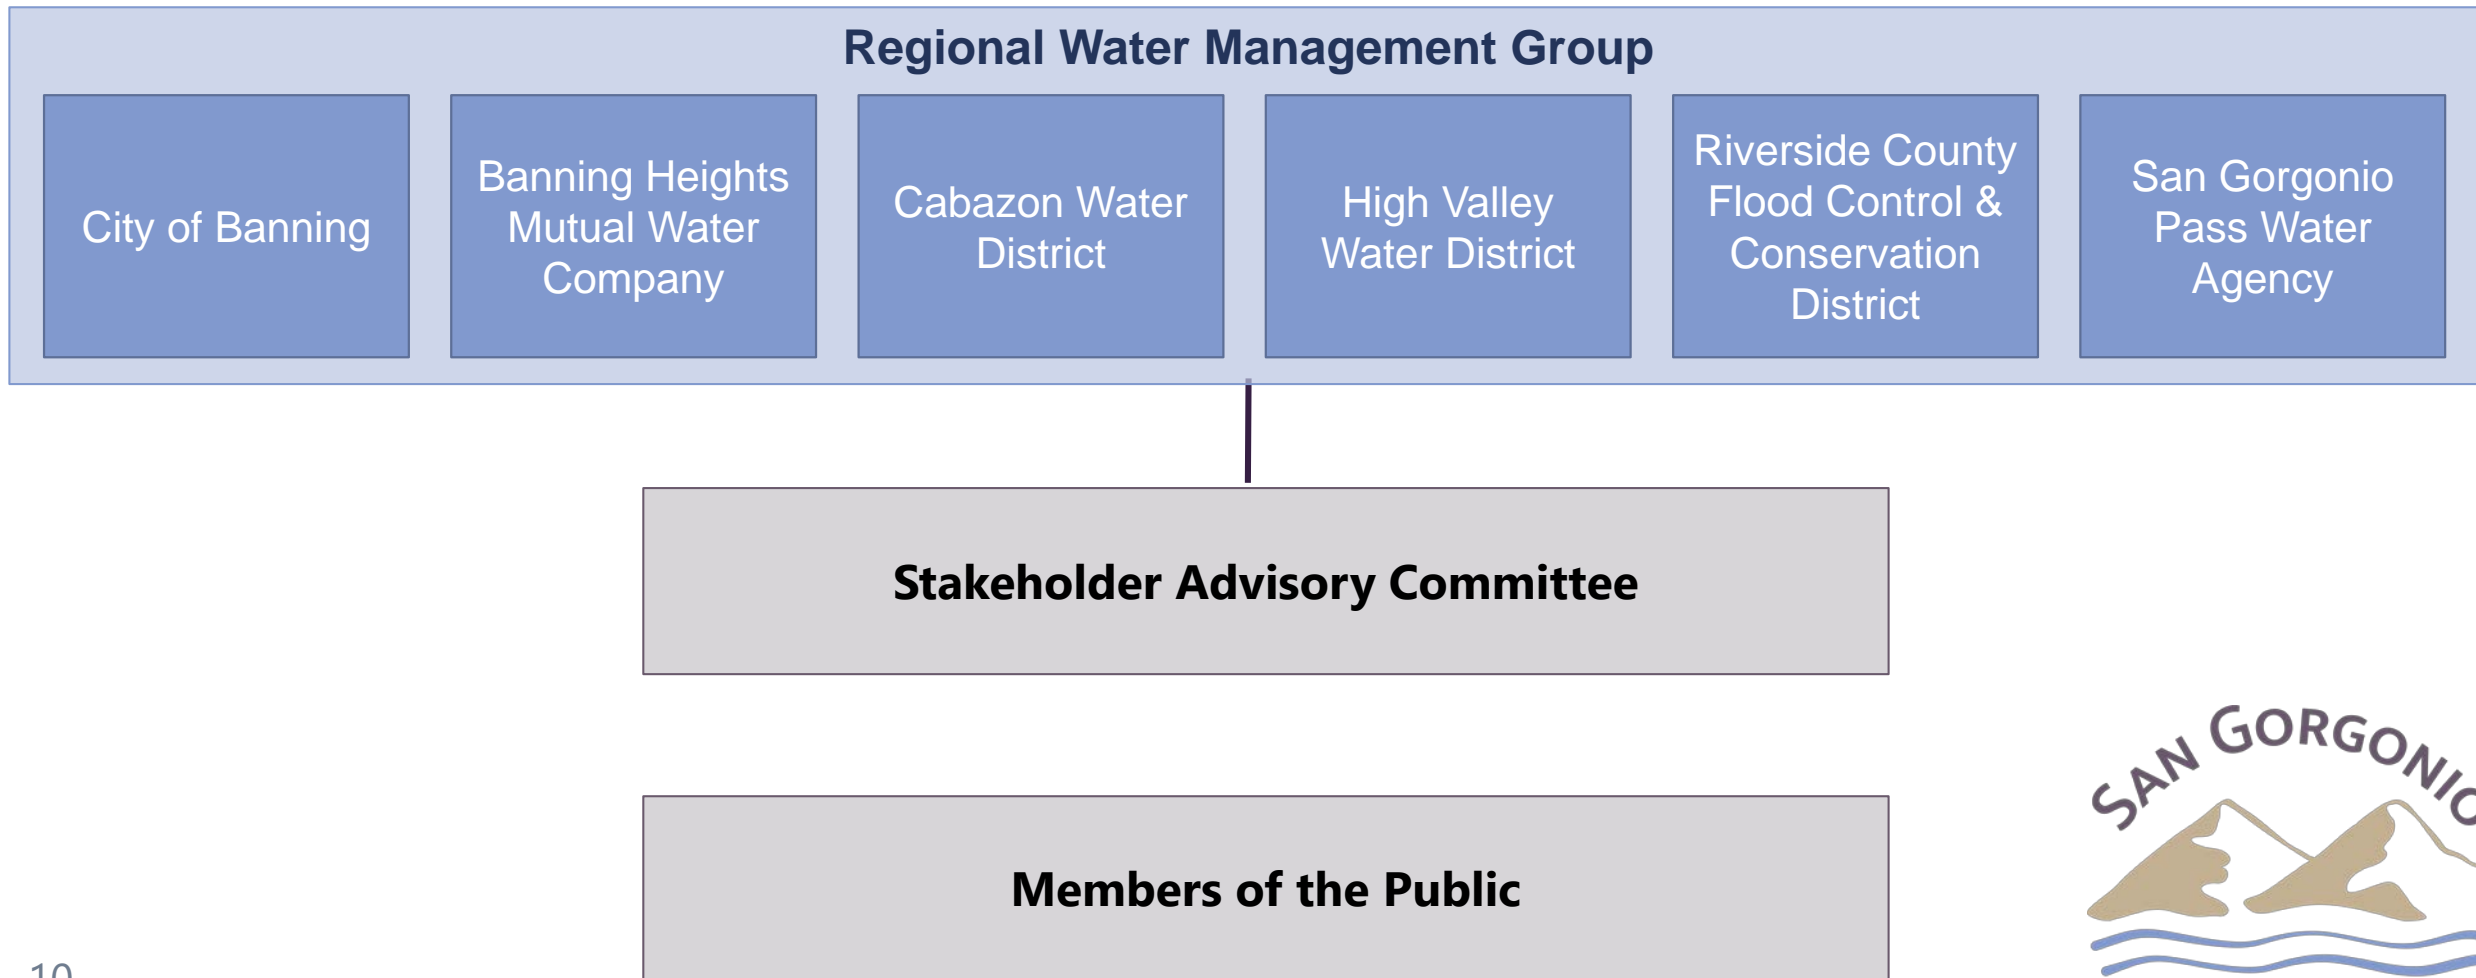 Regional Water Management Group
City of Banning
Banning Heights
Mutual Water
Company
Cabazon Water
District
High Valley
Water District
Riverside County
Flood Control &
Conservation
District
San Gorgonio
Pass Water
Agency
Stakeholder Advisory Committee
Members of the Public
SAN GORGONIO
10